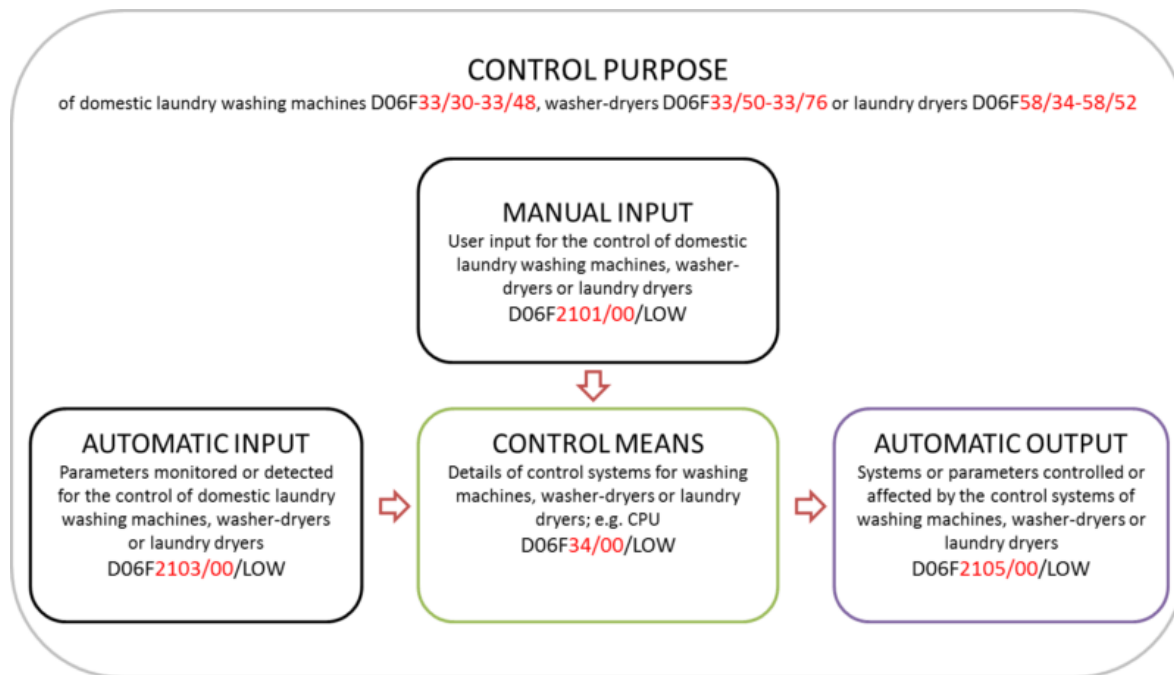 CONTROL PURPOSE
of domestic laundry washing machines D06F33/30-33/48, washer-dryers D06F33/50-33/76 or laundry dryers D06F58/34-58/52
MANUAL INPUT
User input for the control of domestic
laundry washing machines, washer-
dryers or laundry dryers
D06F2101/00/LOW
AUTOMATIC INPUT
Parameters monitored or detected
for the control of domestic laundry
washing machines, washer-dryers
or laundry dryers
D06F2103/00/LOW
CONTROL MEANS
Details of control systems for washing
machines, washer-dryers or laundry
dryers; e.g. CPU
D06F34/00/LOW
AUTOMATIC OUTPUT
Systems or parameters controlled or
affected by the control systems of
washing machines, washer-dryers or
laundry dryers
D06F2105/00/LOW